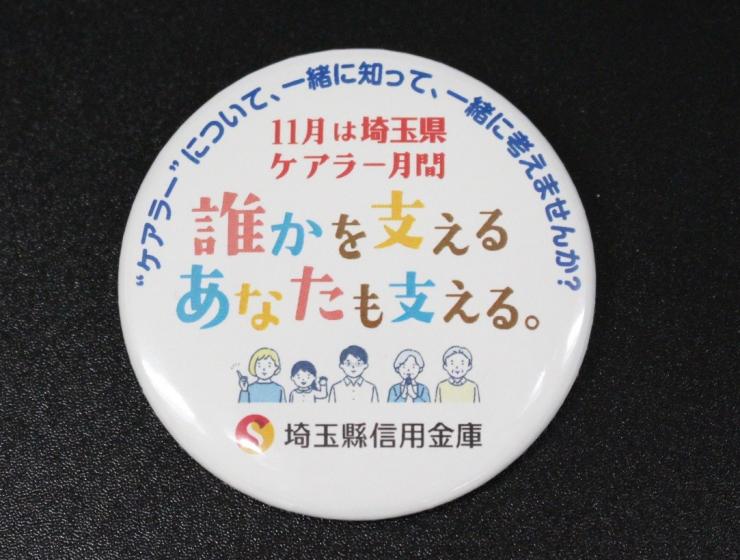 “ケアラー”について、一緒に知って、一緒に考えませんか?
11月は埼玉県
ケアラー月間
誰かを支える
あなたも支える。
埼玉縣信用金庫